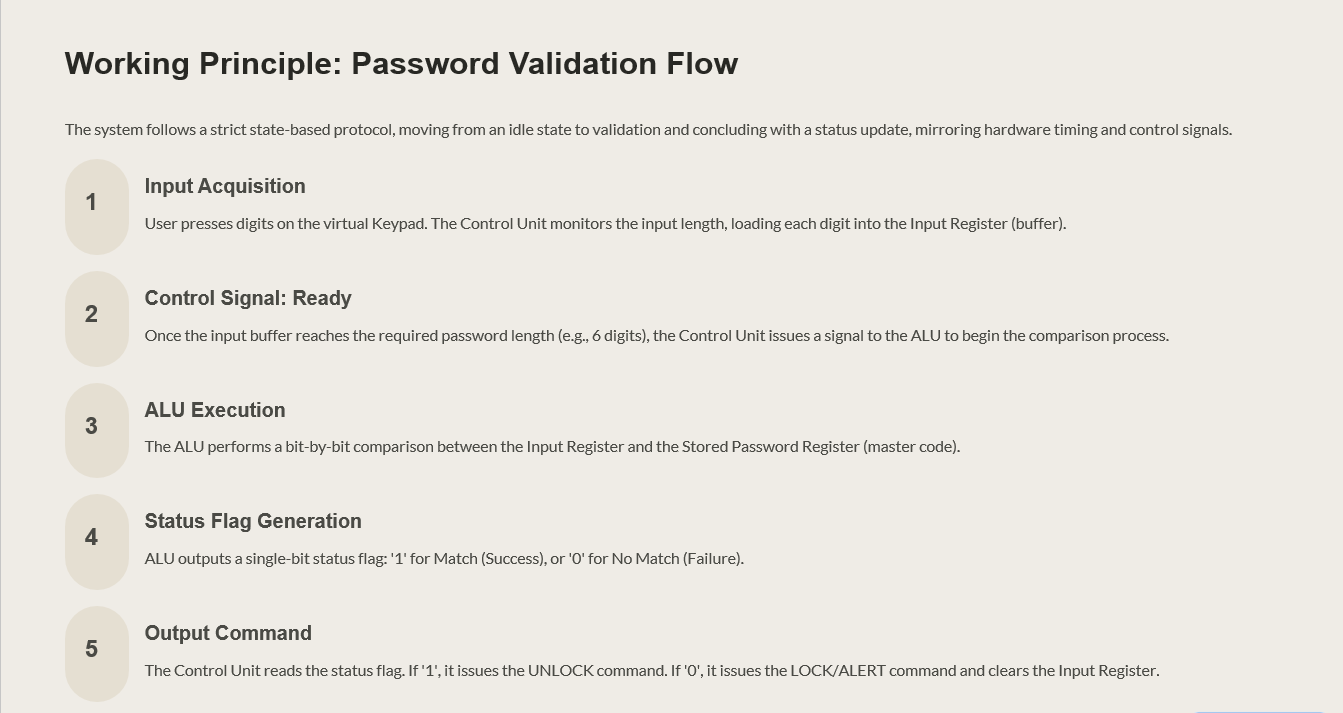 Working Principle: Password Validation Flow
The system follows a strict state-based protocol, moving from an idle state to validation and concluding with a status update, mirroring hardware timing and control signals.
1
Input Acquisition
User presses digits on the virtual Keypad. The Control Unit monitors the input length, loading each digit into the Input Register (buffer).
2
Control Signal: Ready
Once the input buffer reaches the required password length (e.g., 6 digits), the Control Unit issues a signal to the ALU to begin the comparison process.
3
ALU Execution
The ALU performs a bit-by-bit comparison between the Input Register and the Stored Password Register (master code).
4
Status Flag Generation
ALU outputs a single-bit status flag: '1' for Match (Success), or '0' for No Match (Failure).
5
Output Command
The Control Unit reads the status flag. If '1', it issues the UNLOCK command. If '0', it issues the LOCK/ALERT command and clears the Input Register.